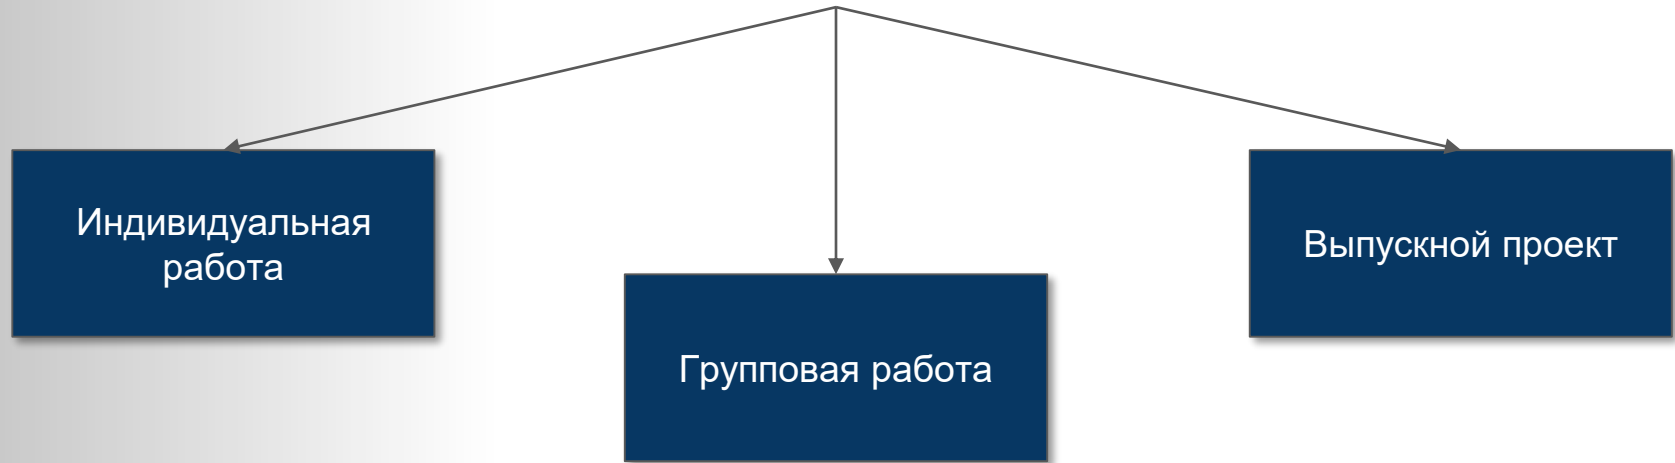 Индивидуальная
работа
Групповая работа
Выпускной проект